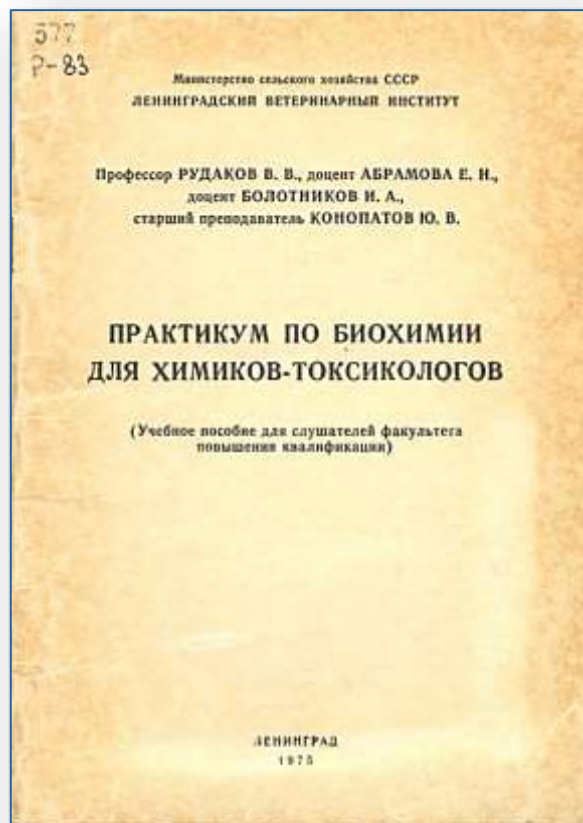 577
Р-83
Министерство сельского хозяйства СССР
ЛЕНИНГРАДСКИЙ ВЕТЕРИНАРНЫЙ ИНСТИТУТ
Профессор РУДАКОВ В. В., доцент АБРАМОВА Е. И.,
доцент БОЛОТНИКОВ И. А.,
старший преподаватель КОНОПАТОВ Ю. В.
ПРАКТИКУМ ПО БИОХИМИИ
ДЛЯ ХИМИКОВ-ТОКСИКОЛОГОВ
(Учебное пособие для слушателей факультета
повышения квалификации)
ЛЕНИНГРАД
1975